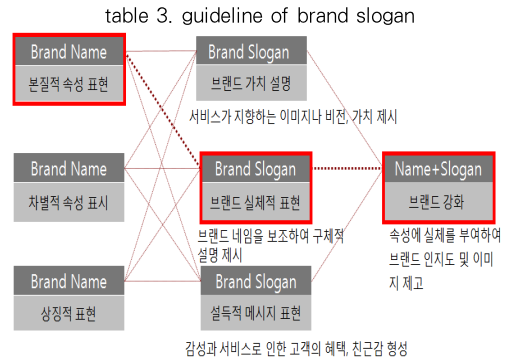 table 3. guideline of brand slogan
Brand Name
본질적 속성 표현
Brand Slogan
브랜드 가치 설명
서비스가 지향하는 이미지나 비전, 가치 제시
Brand Name
차별적 속성 표시
Brand Slogan
브랜드 실체적 표현
브랜드 네임을 보조하여 구체적
설명 제시
Name+Slogan
브랜드 강화
속성에 실체를 부여하여
브랜드 인지도 및 이미
지 제고
Brand Name
상징적 표현
Brand Slogan
설득적 메시지 표현
감성과 서비스로 인한 고객의 혜택, 친근감 형성